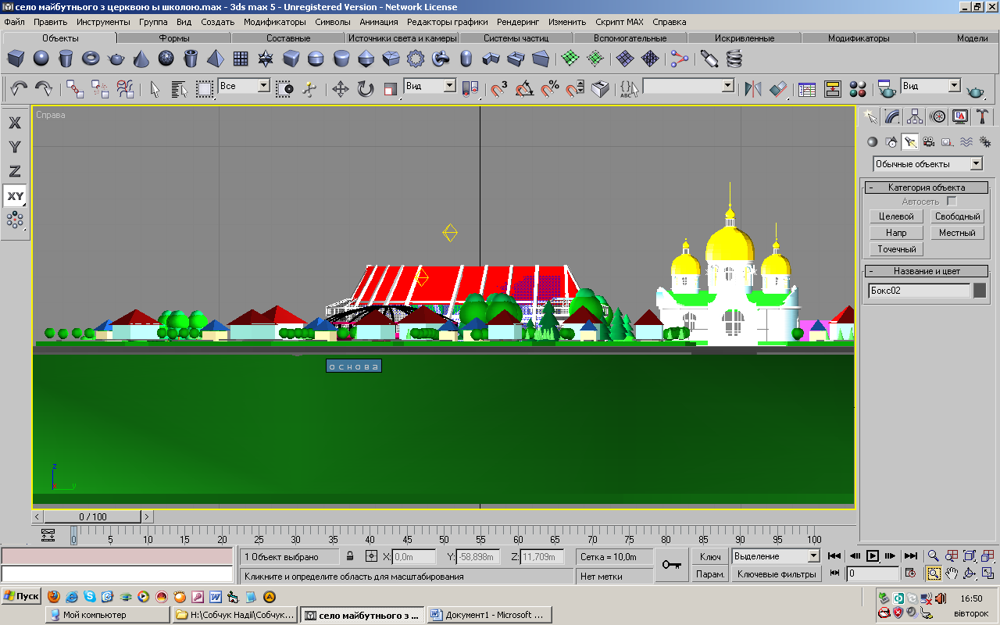 село майбутнього з церквою ы школою.max - 3ds max 5 - Unregistered Version - Network License
Файл Править Инструменты Группа Вид Создать Модификаторы Символы Анимация Редакторы графики Рендеринг Изменить Скрипт MAX Справка
Объекты Формы Составные Источники света и камеры Системы частиц Вспомогательные Искривленные Модификаторы Модели
Все Вид 3 % {} ABC Вид
X
Y
Z
XY
Справа
Обычные объекты
- Категория объекта
Автосеть
Целевой Свободный
Напр Местный
Точечный
- Название и цвет
Бокс02
основа
z
x y
< 0 / 100 >
0 5 10 15 20 25 30 35 40 45 50 55 60 65 70 75 80 85 90 95 100
1 Объект выбрано X: 0,0m Y: -58,898m Z: 11,709m Сетка = 10,0m Ключ Выделение
Кликните и определите область для масштабирования Нет метки Парам. Ключевые фильтры 0
Пуск 16:50
Мой компьютер H:\Собчук Надії\Собчук... село майбутнього з ... Документ1 - Microsoft ... вівторок